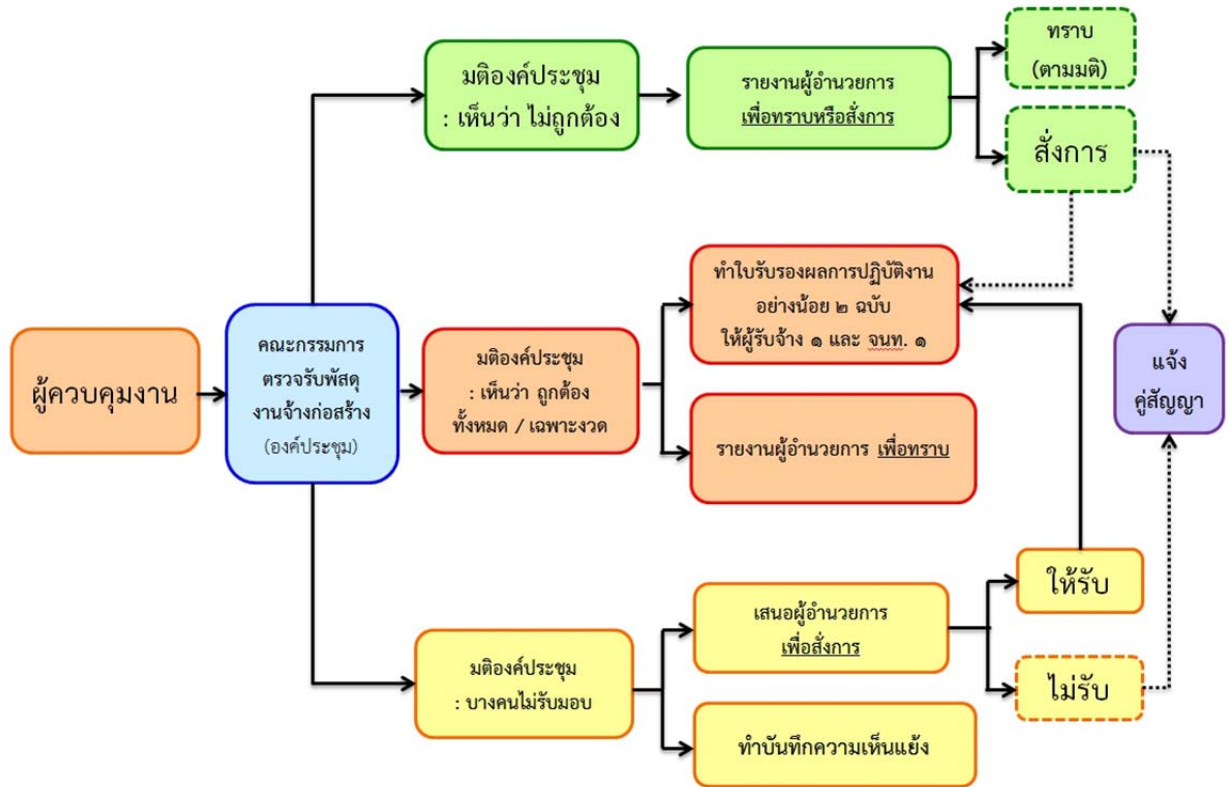 ทราบ
(ตามมติ)
มติองค์ประชุม
: เห็นว่า ไม่ถูกต้อง
รายงานผู้อำนวยการ
เพื่อทราบหรือสั่งการ
สั่งการ
ทำใบรับรองผลการปฏิบัติงาน
อย่างน้อย ๒ ฉบับ
ให้ผู้รับจ้าง ๑ และ จนท. ๑
ผู้ควบคุมงาน
คณะกรรมการ
ตรวจรับพัสดุ
งานจ้างก่อสร้าง
(องค์ประชุม)
มติองค์ประชุม
: เห็นว่า ถูกต้อง
ทั้งหมด / เฉพาะงวด
แจ้ง
คู่สัญญา
รายงานผู้อำนวยการ เพื่อทราบ
มติองค์ประชุม
: บางคนไม่รับมอบ
เสนอผู้อำนวยการ
เพื่อสั่งการ
ให้รับ
ไม่รับ
ทำบันทึกความเห็นแย้ง